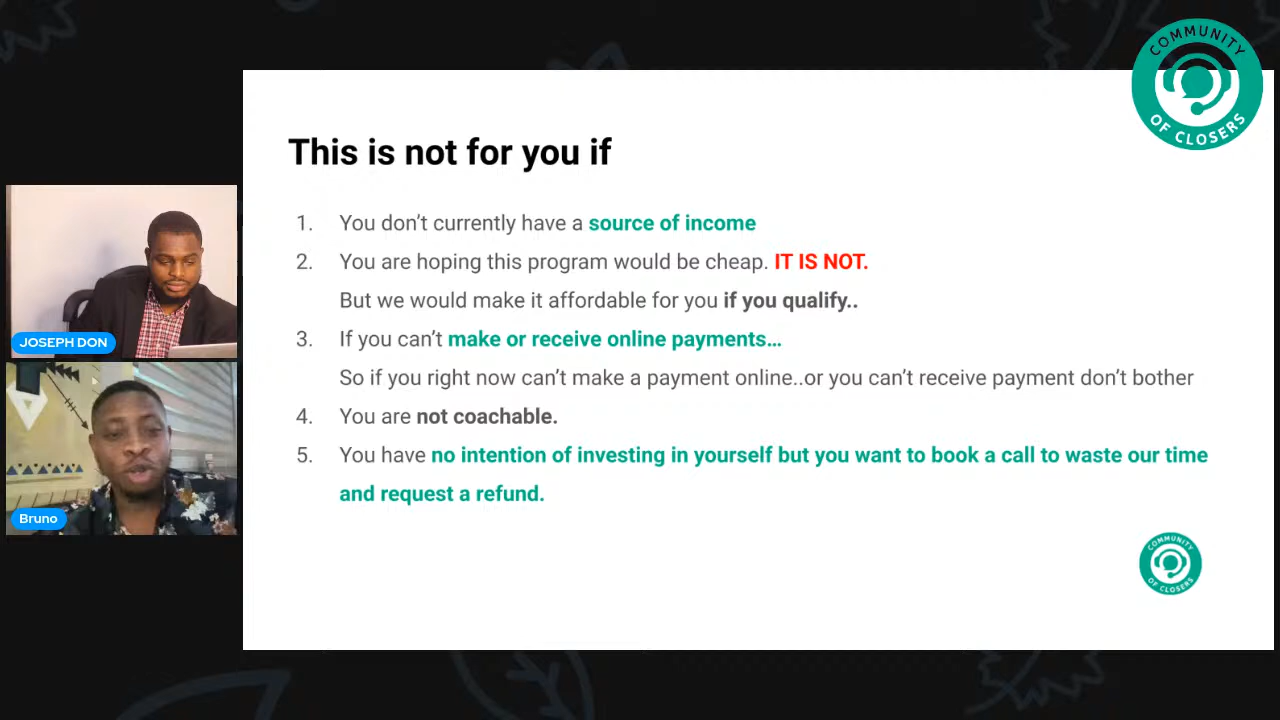 COMMUNITY
OF CLOSERS
This is not for you if
1. You don't currently have a source of income
2. You are hoping this program would be cheap. IT IS NOT.
But we would make it affordable for you if you qualify..
3. If you can't make or receive online payments...
So if you right now can't make a payment online..or you can't receive payment don't bother
4. You are not coachable.
5. You have no intention of investing in yourself but you want to book a call to waste our time
and request a refund.
JOSEPH DON
Bruno
COMMUNITY
OF CLOSERS